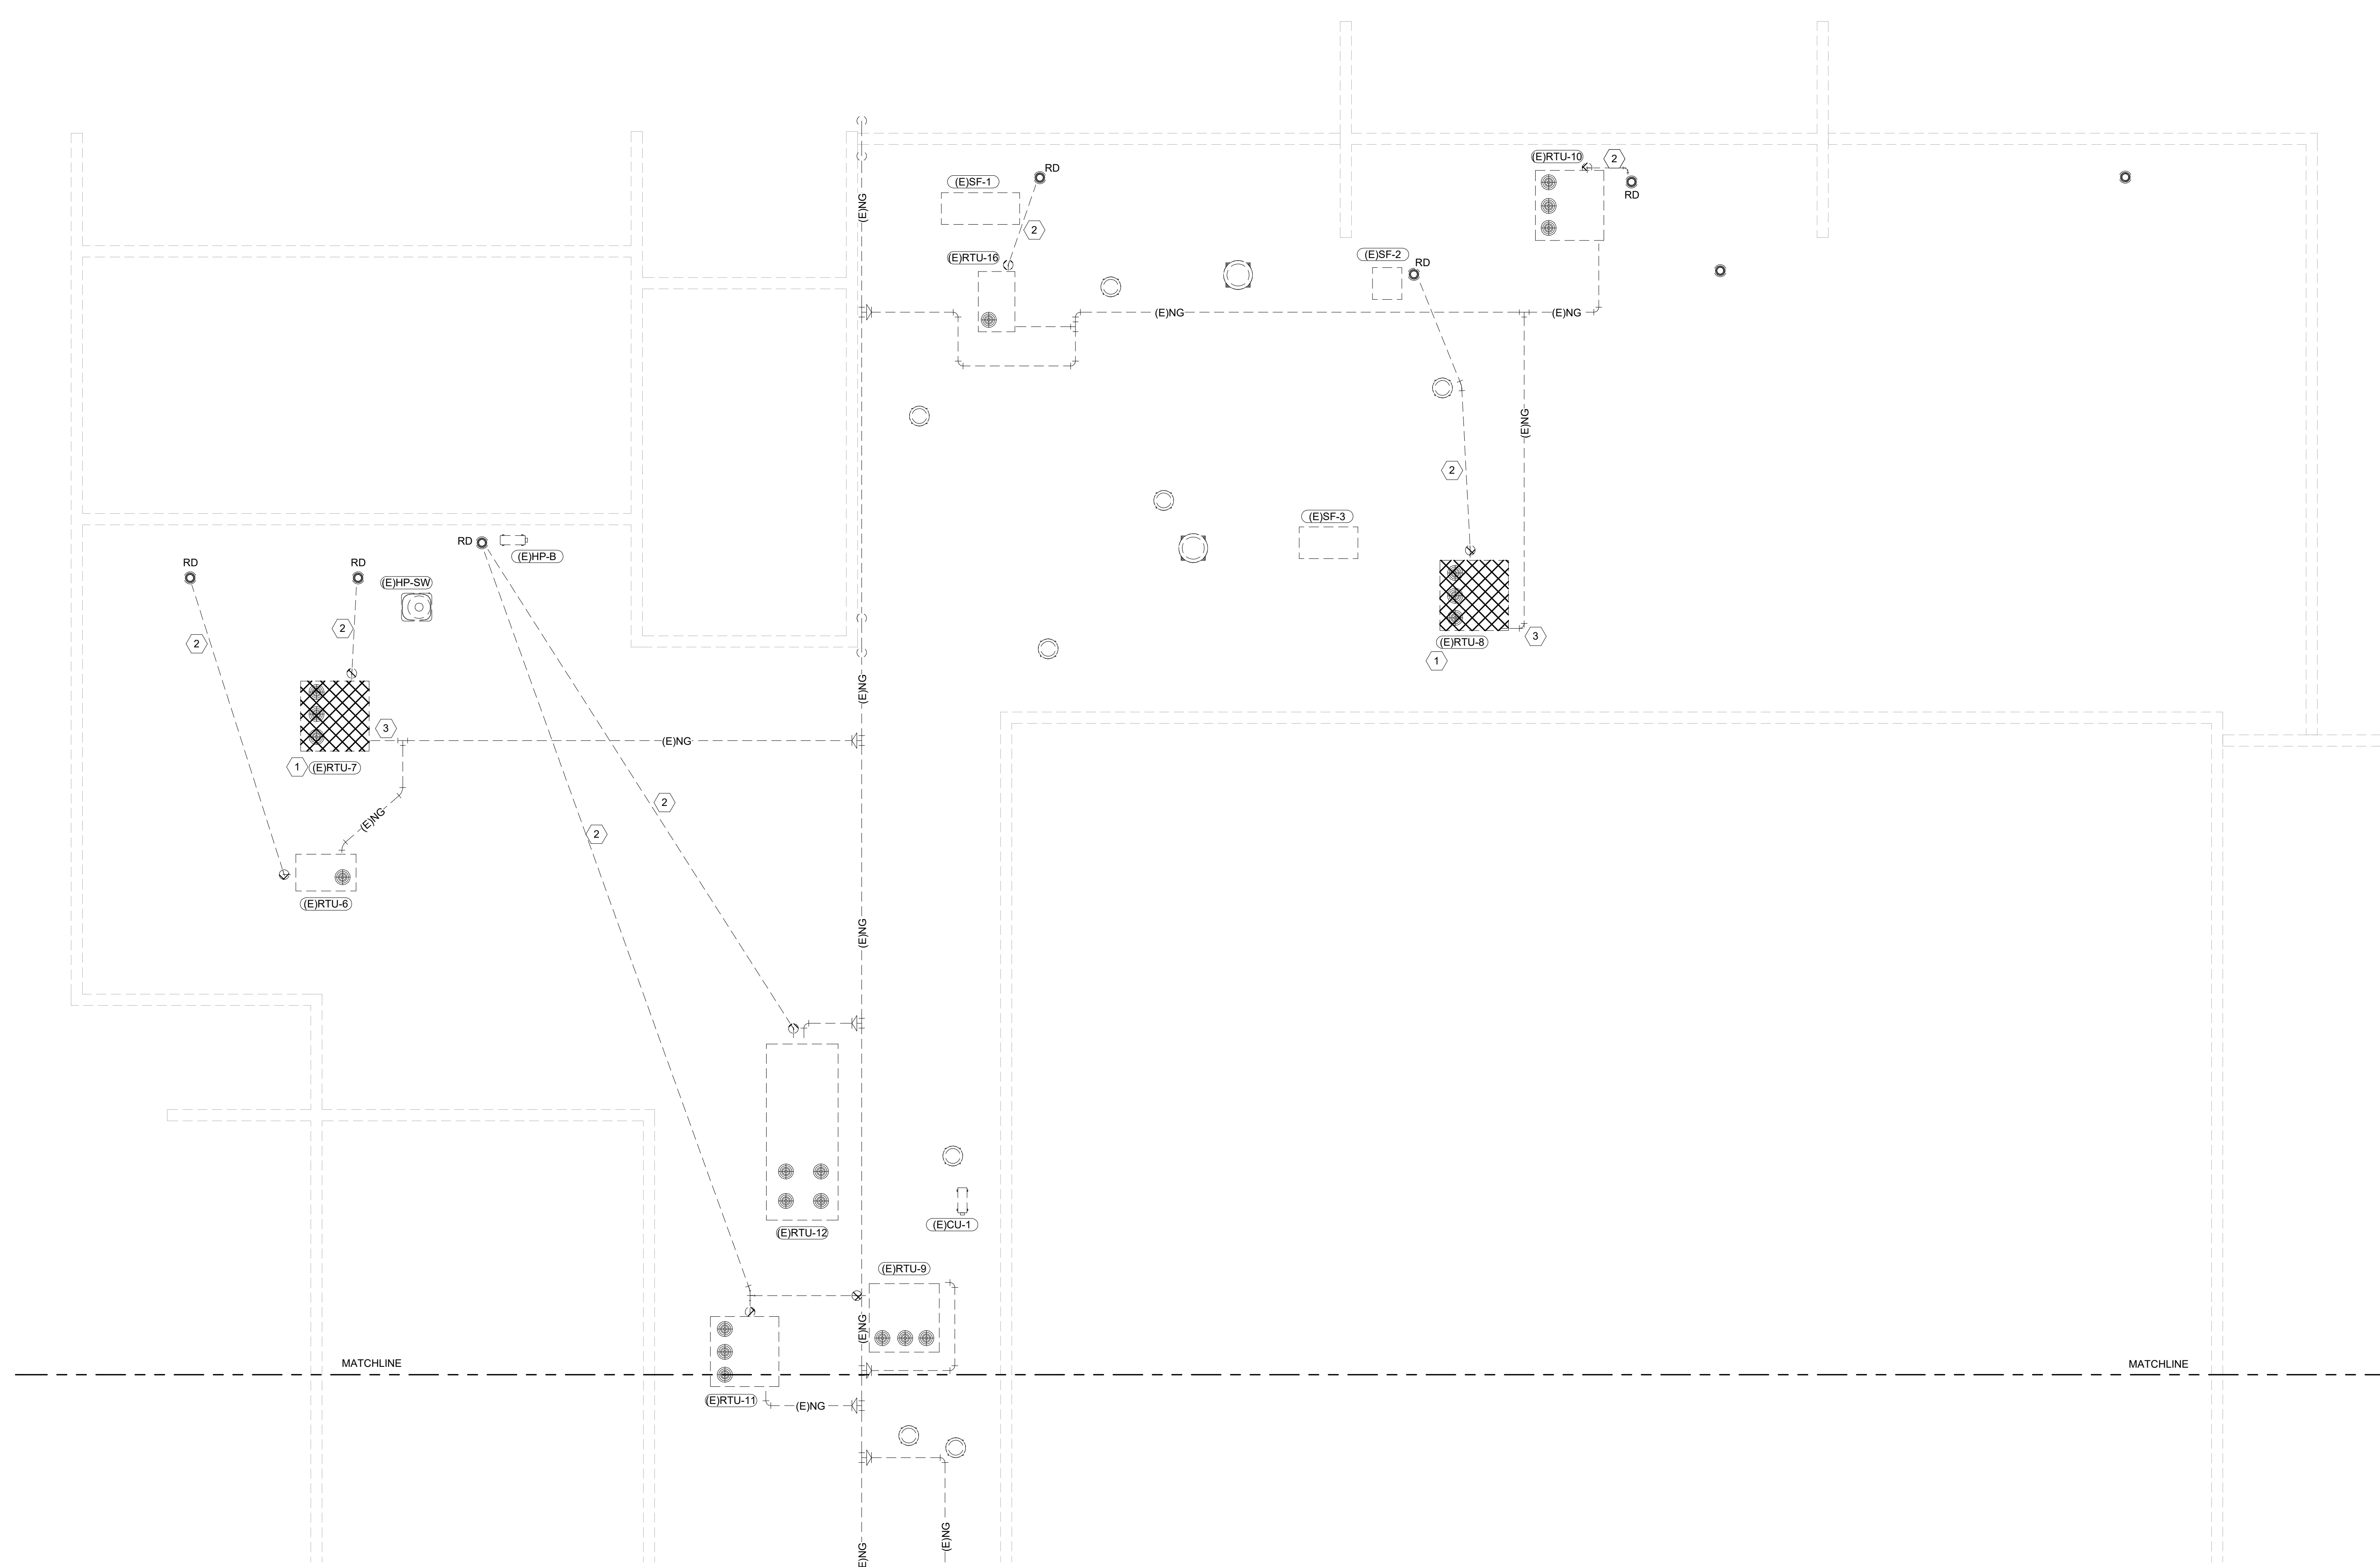 (E)RTU-10
2
RD
RD
(E)SF-1
(E)NG
2
(E)RTU-16
(E)SF-2
RD
(E)NG
(E)NG
(E)NG
2
(E)SF-3
RD
(E)HP-B
RD
RD
(E)HP-SW
2
2
3
(E)RTU-8
1
(E)NG
3
(E)NG
1
(E)RTU-7
2
(E)NG
2
(E)RTU-6
(E)NG
(E)CU-1
(E)RTU-12
(E)RTU-9
(E)NG
MATCHLINE
MATCHLINE
(E)RTU-11
(E)NG
(E)NG
(E)NG